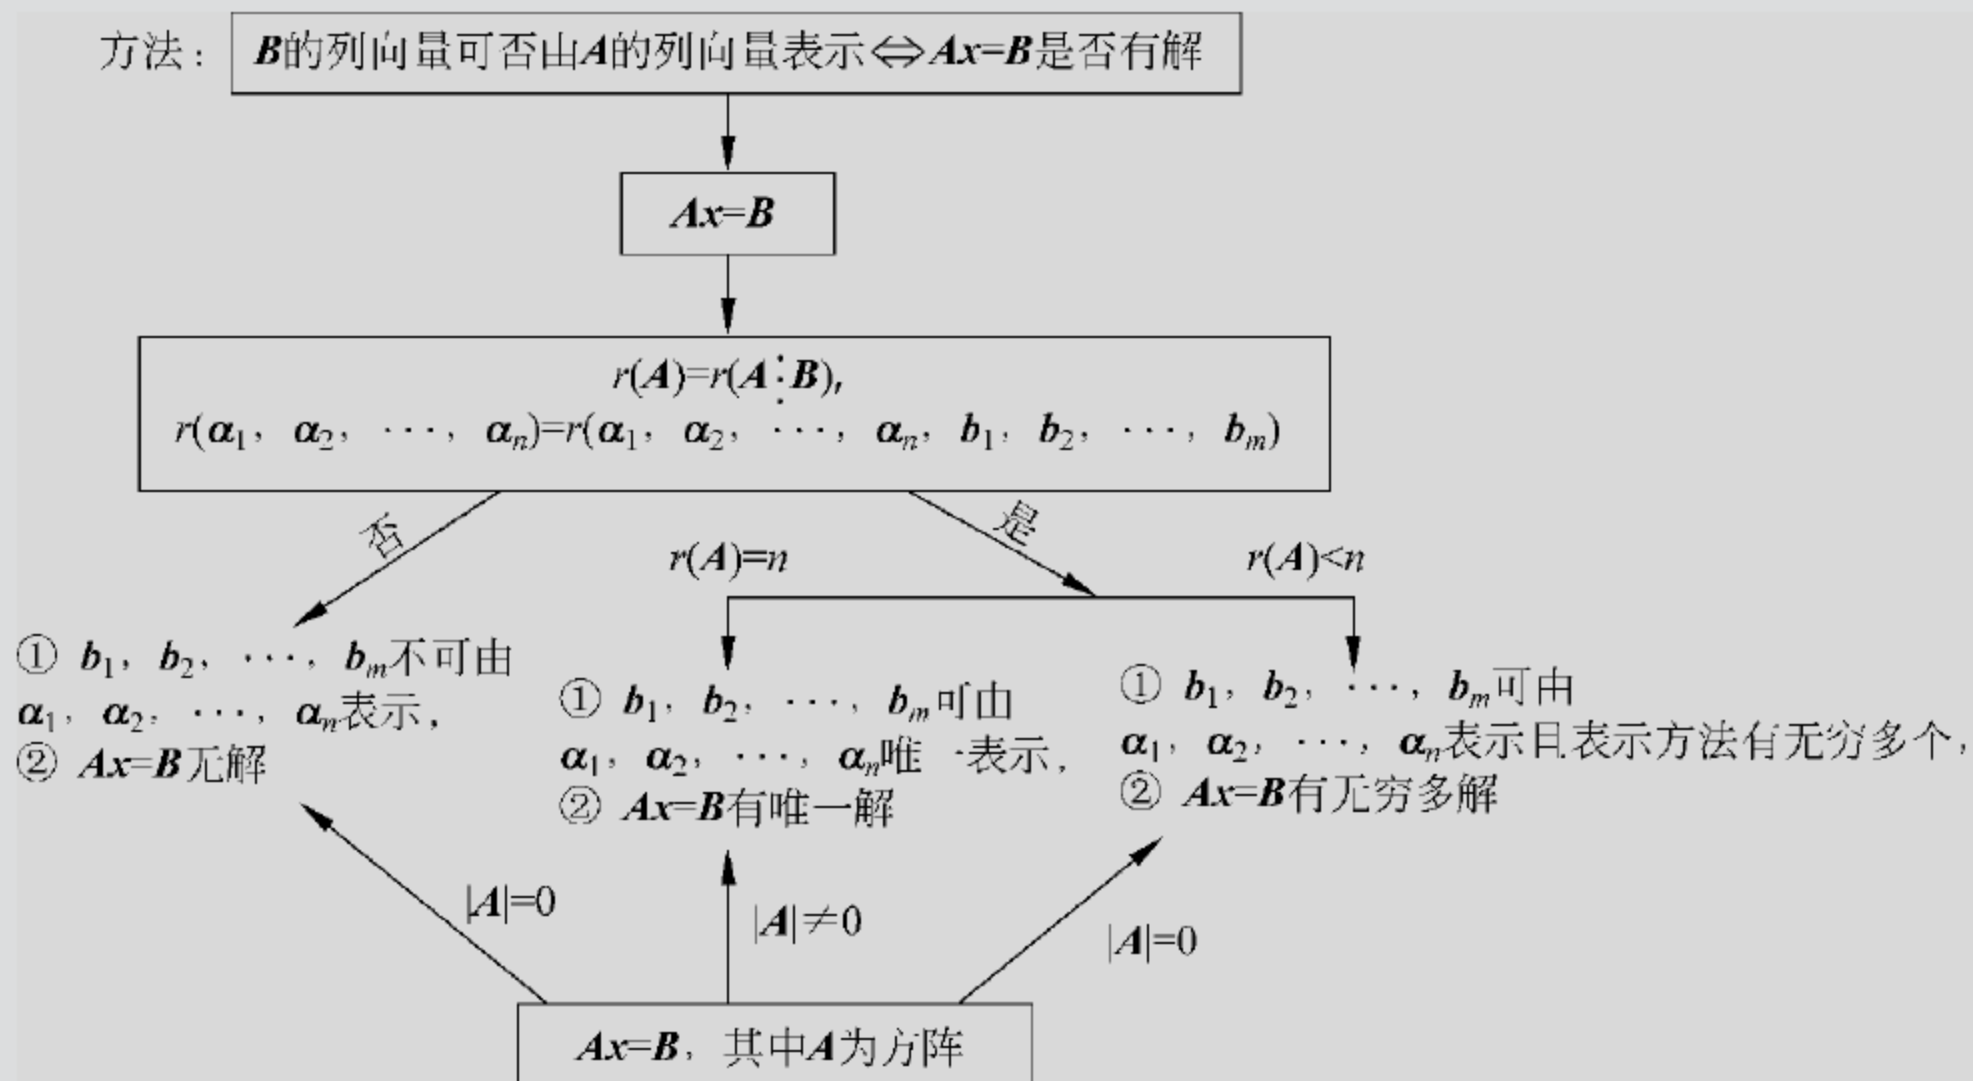 方法：B的列向量可否由A的列向量表示⇔Ax=B是否有解
Ax=B
r(A)=r(A⋮B),
r(α₁，α₂，⋯，αₙ)=r(α₁，α₂，⋯，αₙ，b₁，b₂，⋯，bₘ)
否
是
r(A)=n
r(A)<n
① b₁，b₂，⋯，bₘ不可由
α₁，α₂，⋯，αₙ表示，
② Ax=B无解
① b₁，b₂，⋯，bₘ可由
α₁，α₂，⋯，αₙ唯一表示，
② Ax=B有唯一解
① b₁，b₂，⋯，bₘ可由
α₁，α₂，⋯，αₙ表示且表示方法有无穷多个，
② Ax=B有无穷多解
|A|=0
|A|≠0
|A|=0
Ax=B，其中A为方阵